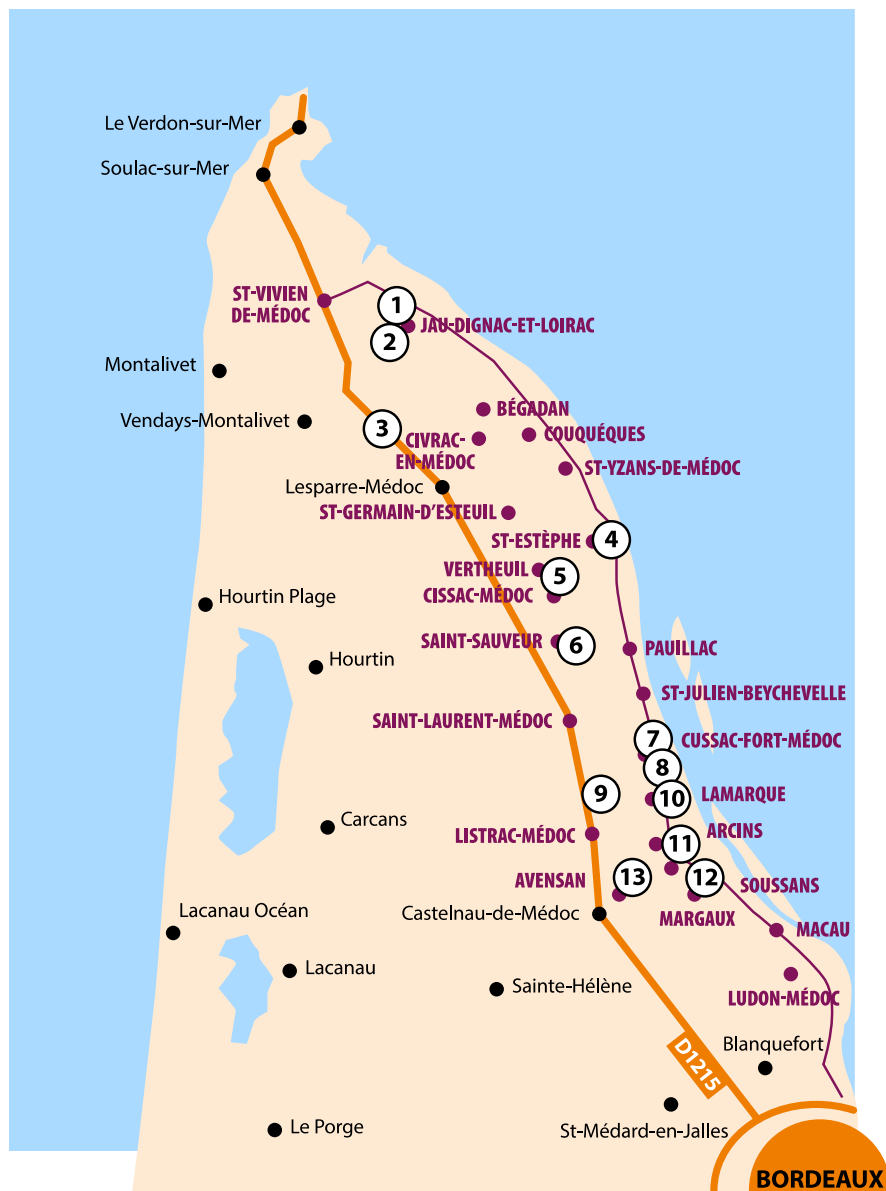 Le Verdon-sur-Mer
Soulac-sur-Mer
ST-VIVIEN
DE-MÉDOC
1
JAU-DIGNAC-ET-LOIRAC
2
Montalivet
BÉGADAN
Vendays-Montalivet
3
CIVRAC-
EN-MÉDOC
COUQUÉQUES
ST-YZANS-DE-MÉDOC
Lesparre-Médoc
ST-GERMAIN-D'ESTEUIL
ST-ESTÈPHE
4
VERTHEUIL
5
CISSAC-MÉDOC
Hourtin Plage
SAINT-SAUVEUR
6
PAUILLAC
Hourtin
ST-JULIEN-BEYCHEVELLE
SAINT-LAURENT-MÉDOC
7
CUSSAC-FORT-MÉDOC
8
9
10
LAMARQUE
Carcans
LISTRAC-MÉDOC
11
ARCINS
AVENSAN
13
12
SOUSSANS
Lacanau Océan
Castelnau-de-Médoc
MARGAUX
MACAU
Lacanau
Sainte-Hélène
LUDON-MÉDOC
D1215
Blanquefort
Le Porge
St-Médard-en-Jalles
BORDEAUX